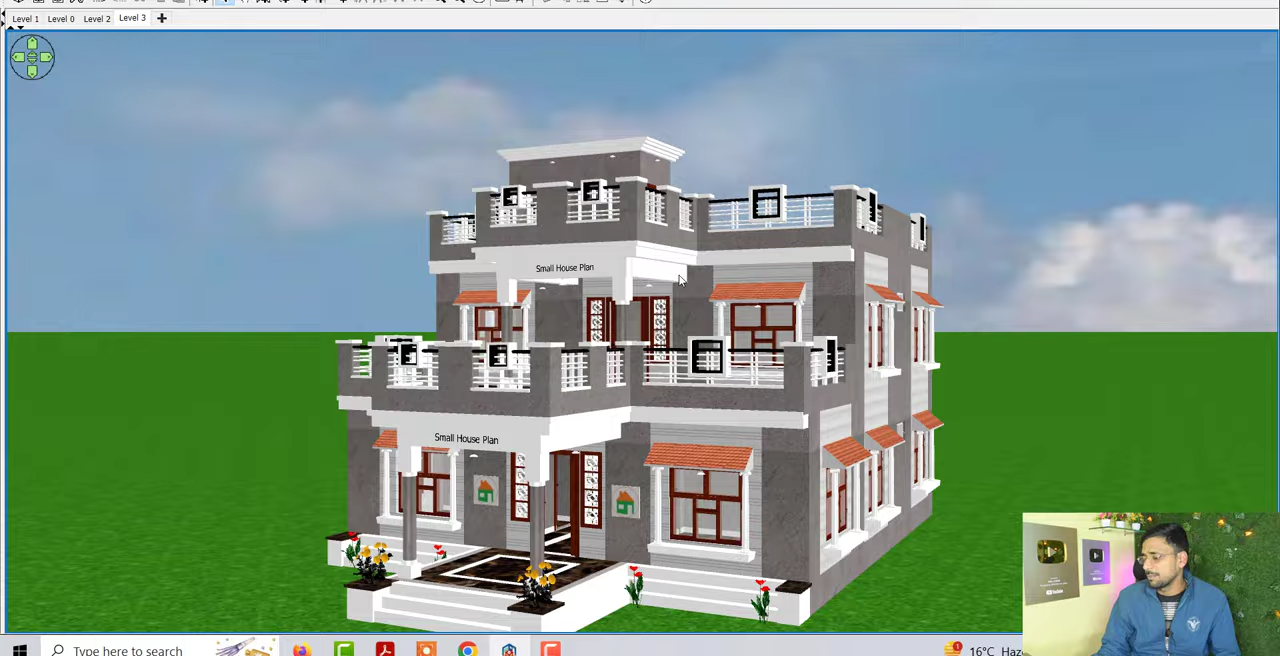 Level 1 Level 0 Level 2 Level 3
Small House Plan
Small House Plan
Type here to search
16°C Haz